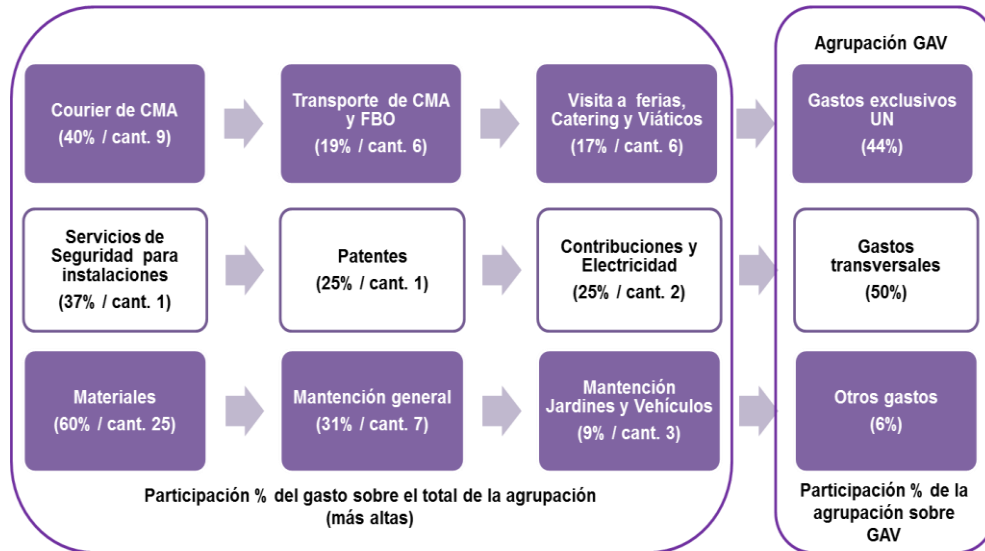 Agrupación GAV
Courier de CMA
(40% / cant. 9)
Transporte de CMA
y FBO
(19% / cant. 6)
Visita a ferias,
Catering y Viáticos
(17% / cant. 6)
Gastos exclusivos
UN
(44%)
Servicios de
Seguridad para
instalaciones
(37% / cant. 1)
Patentes
(25% / cant. 1)
Contribuciones y
Electricidad
(25% / cant. 2)
Gastos
transversales
(50%)
Materiales
(60% / cant. 25)
Mantención general
(31% / cant. 7)
Mantención
Jardines y Vehículos
(9% / cant. 3)
Otros gastos
(6%)
Participación % del gasto sobre el total de la agrupación
(más altas)
Participación % de la
agrupación sobre
GAV